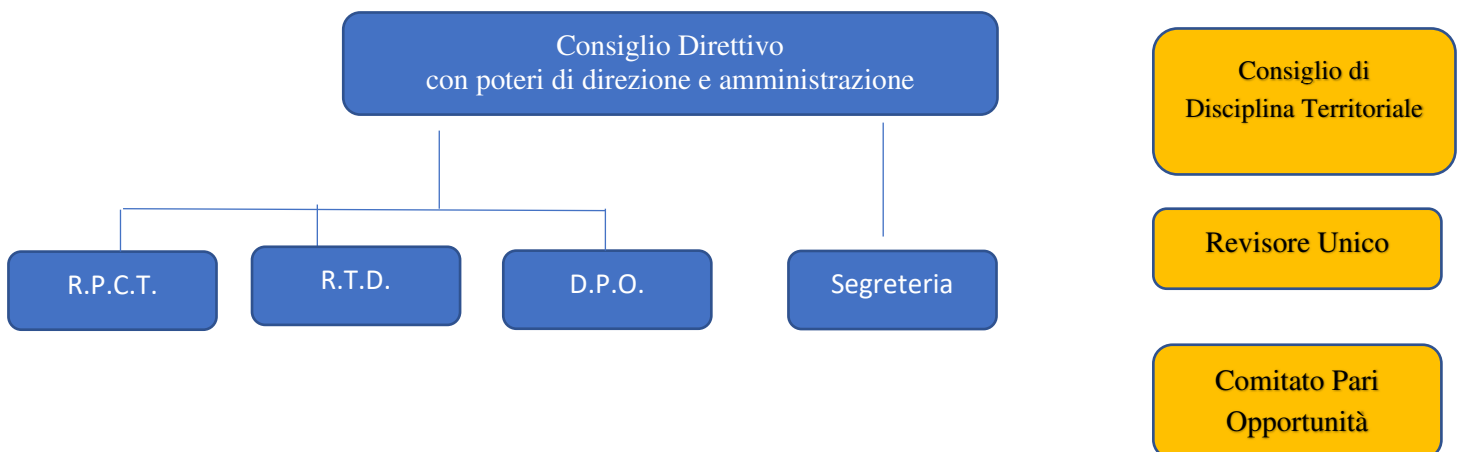 Consiglio Direttivo
con poteri di direzione e amministrazione
R.P.C.T.
R.T.D.
D.P.O.
Segreteria
Consiglio di
Disciplina Territoriale
Revisore Unico
Comitato Pari
Opportunità